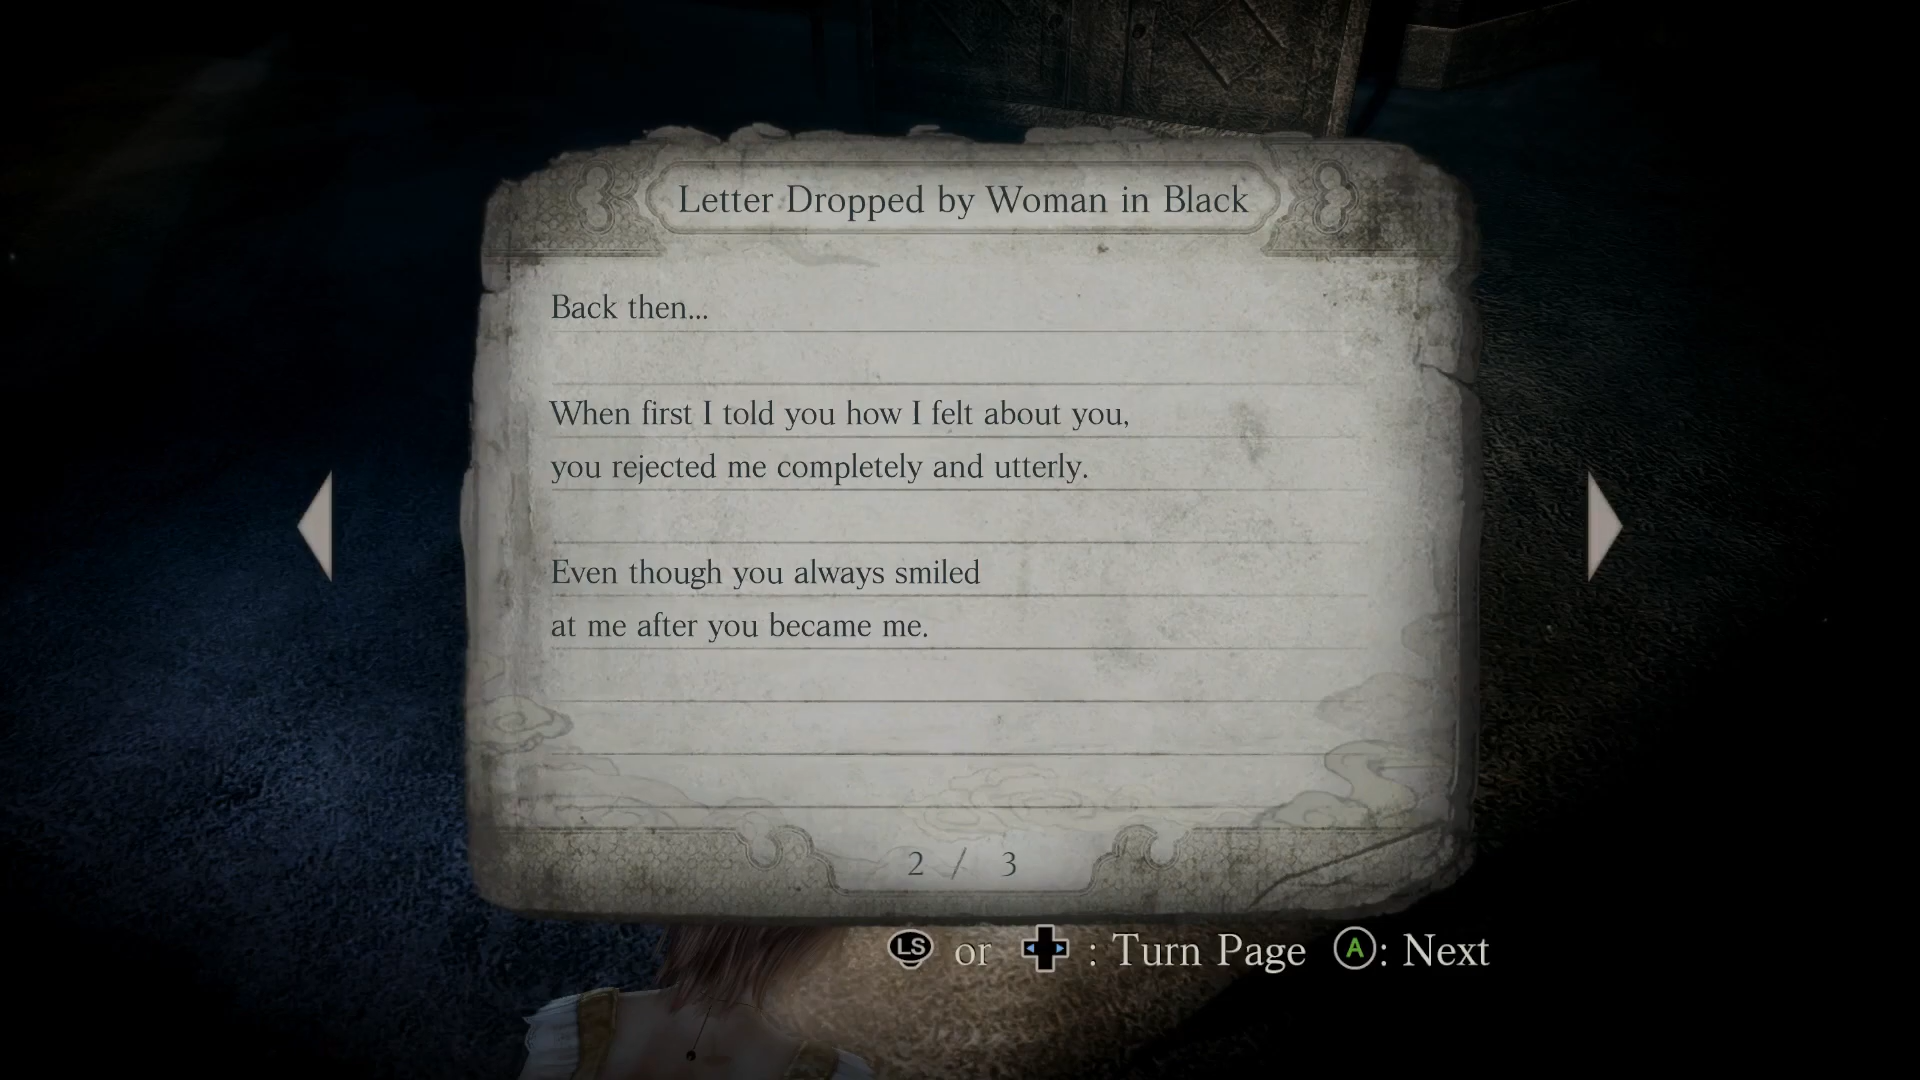 Letter Dropped by Woman in Black
Back then...
When first I told you how I felt about you,
you rejected me completely and utterly.
Even though you always smiled
at me after you became me.
2 / 3
LS or : Turn Page A : Next